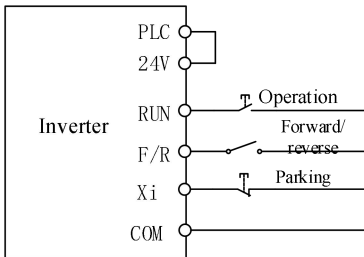 PLC
24V
RUN
Operation
Inverter
Forward/
reverse
F/R
Parking
Xi
COM